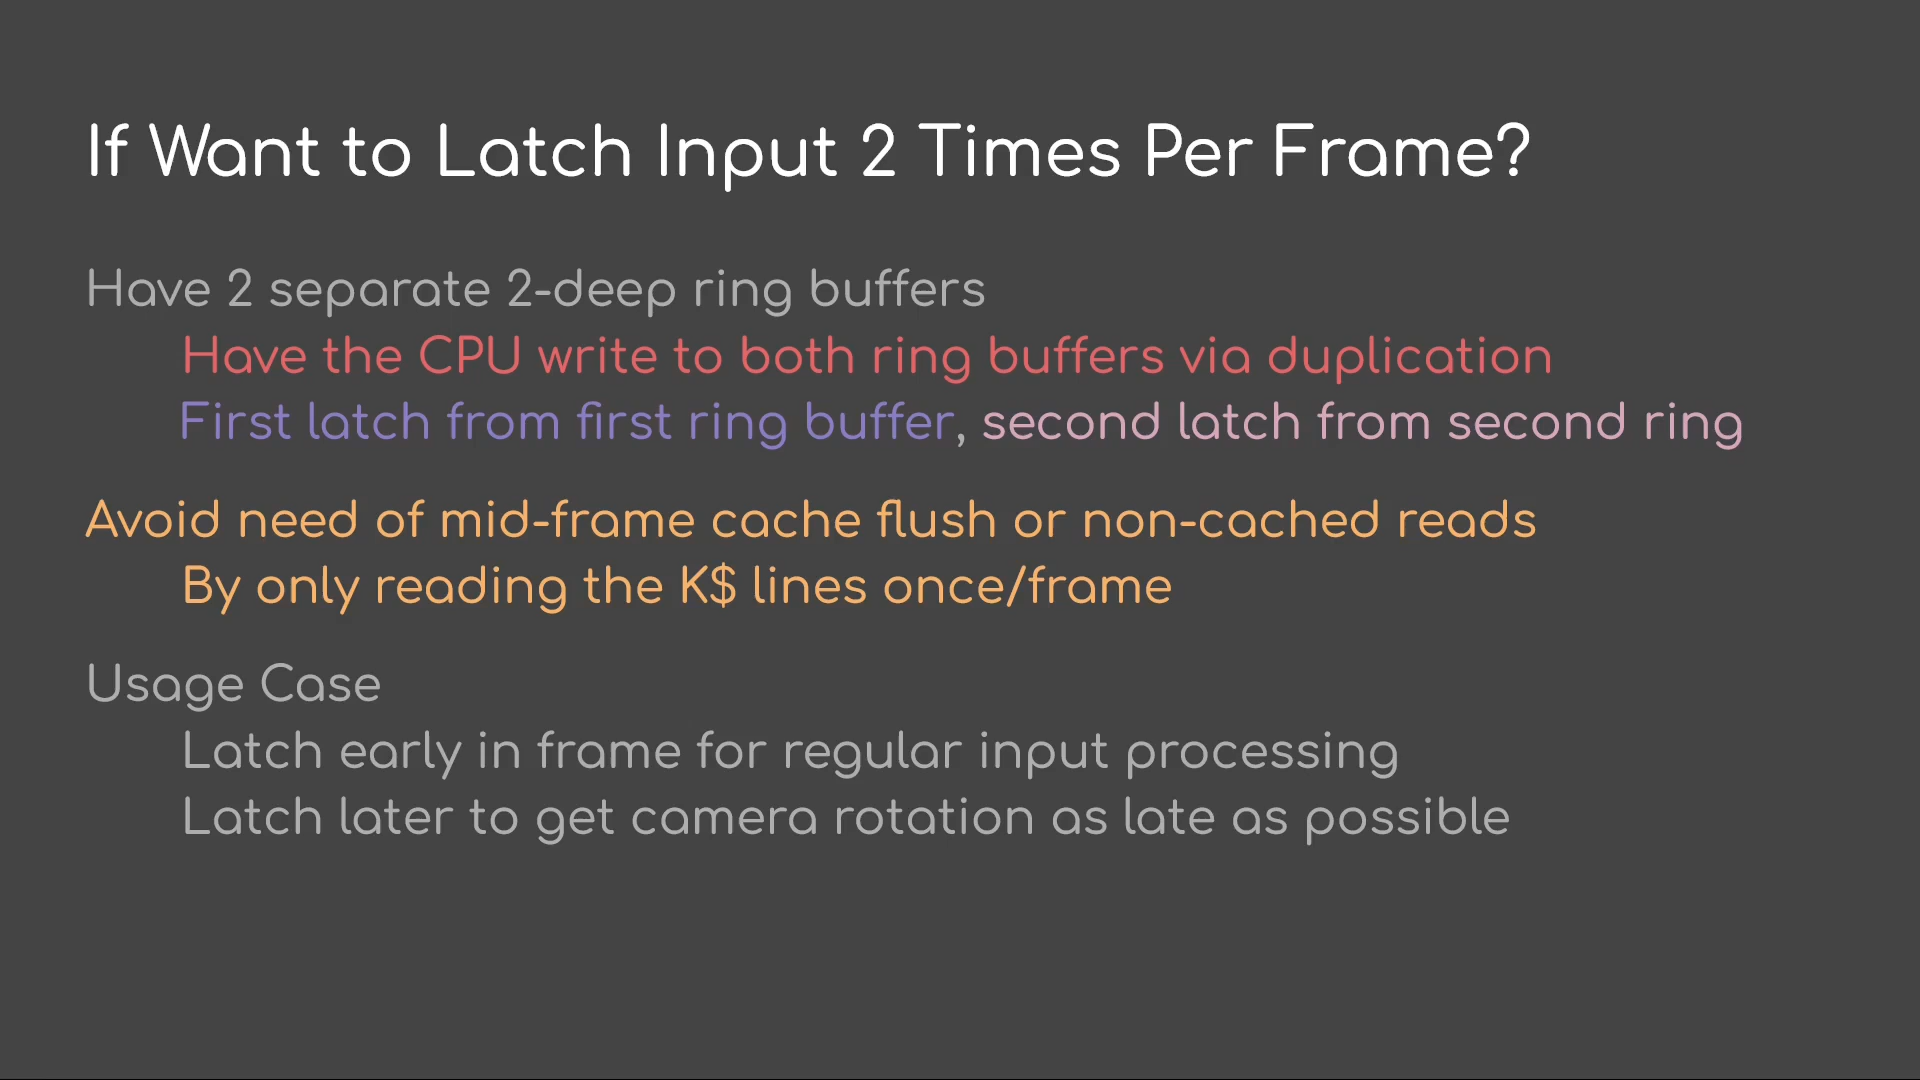 If Want to Latch Input 2 Times Per Frame?
Have 2 separate 2-deep ring buffers
Have the CPU write to both ring buffers via duplication
First latch from first ring buffer, second latch from second ring
Avoid need of mid-frame cache flush or non-cached reads
By only reading the K$ lines once/frame
Usage Case
Latch early in frame for regular input processing
Latch later to get camera rotation as late as possible